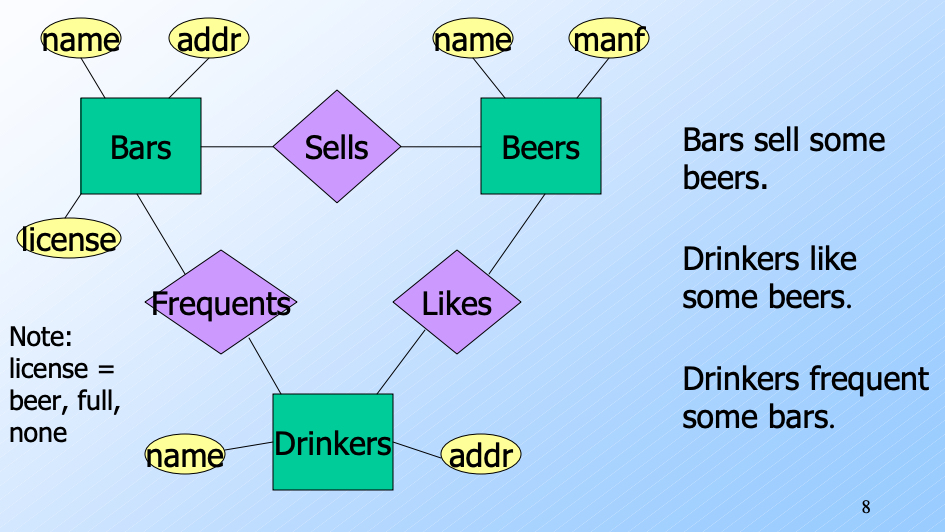 name
addr
name
manf
Bars
Sells
Beers
license
Frequents
Likes
Note:
license =
beer, full,
none
Drinkers
name
addr
Bars sell some
beers.
Drinkers like
some beers.
Drinkers frequent
some bars.
8